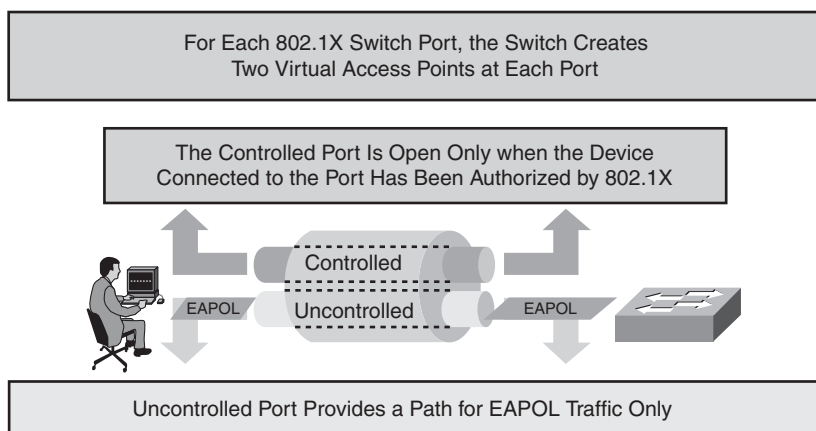 For Each 802.1X Switch Port, the Switch Creates
Two Virtual Access Points at Each Port
The Controlled Port Is Open Only when the Device
Connected to the Port Has Been Authorized by 802.1X
Controlled
EAPOL
Uncontrolled
EAPOL
Uncontrolled Port Provides a Path for EAPOL Traffic Only